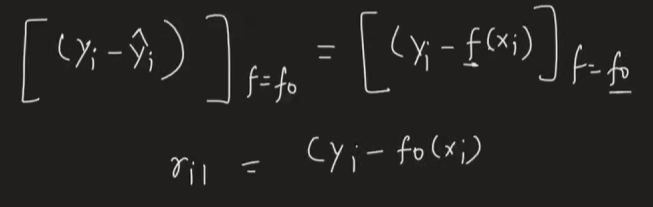 [(yᵢ - ŷᵢ)]f=f₀ = [(yᵢ - f(xᵢ)]f=f₀
rᵢ₁ = (yᵢ - f₀(xᵢ)